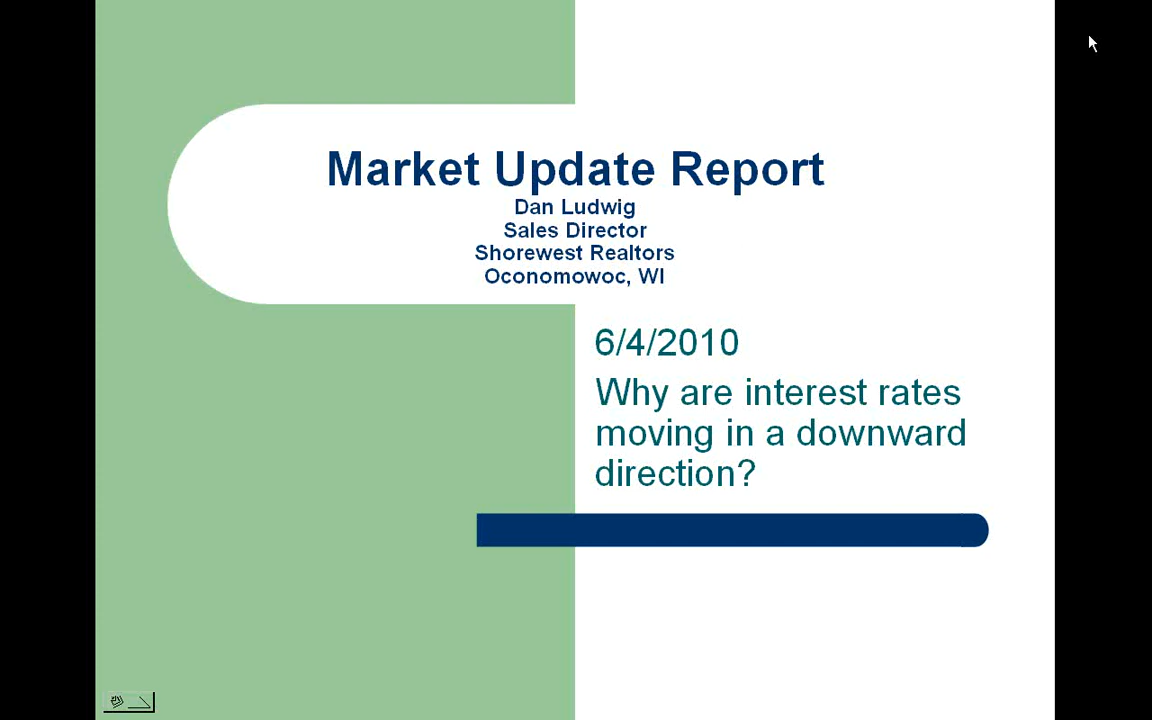 Market Update Report
Dan Ludwig
Sales Director
Shorewest Realtors
Oconomowoc, WI
6/4/2010
Why are interest rates
moving in a downward
direction?